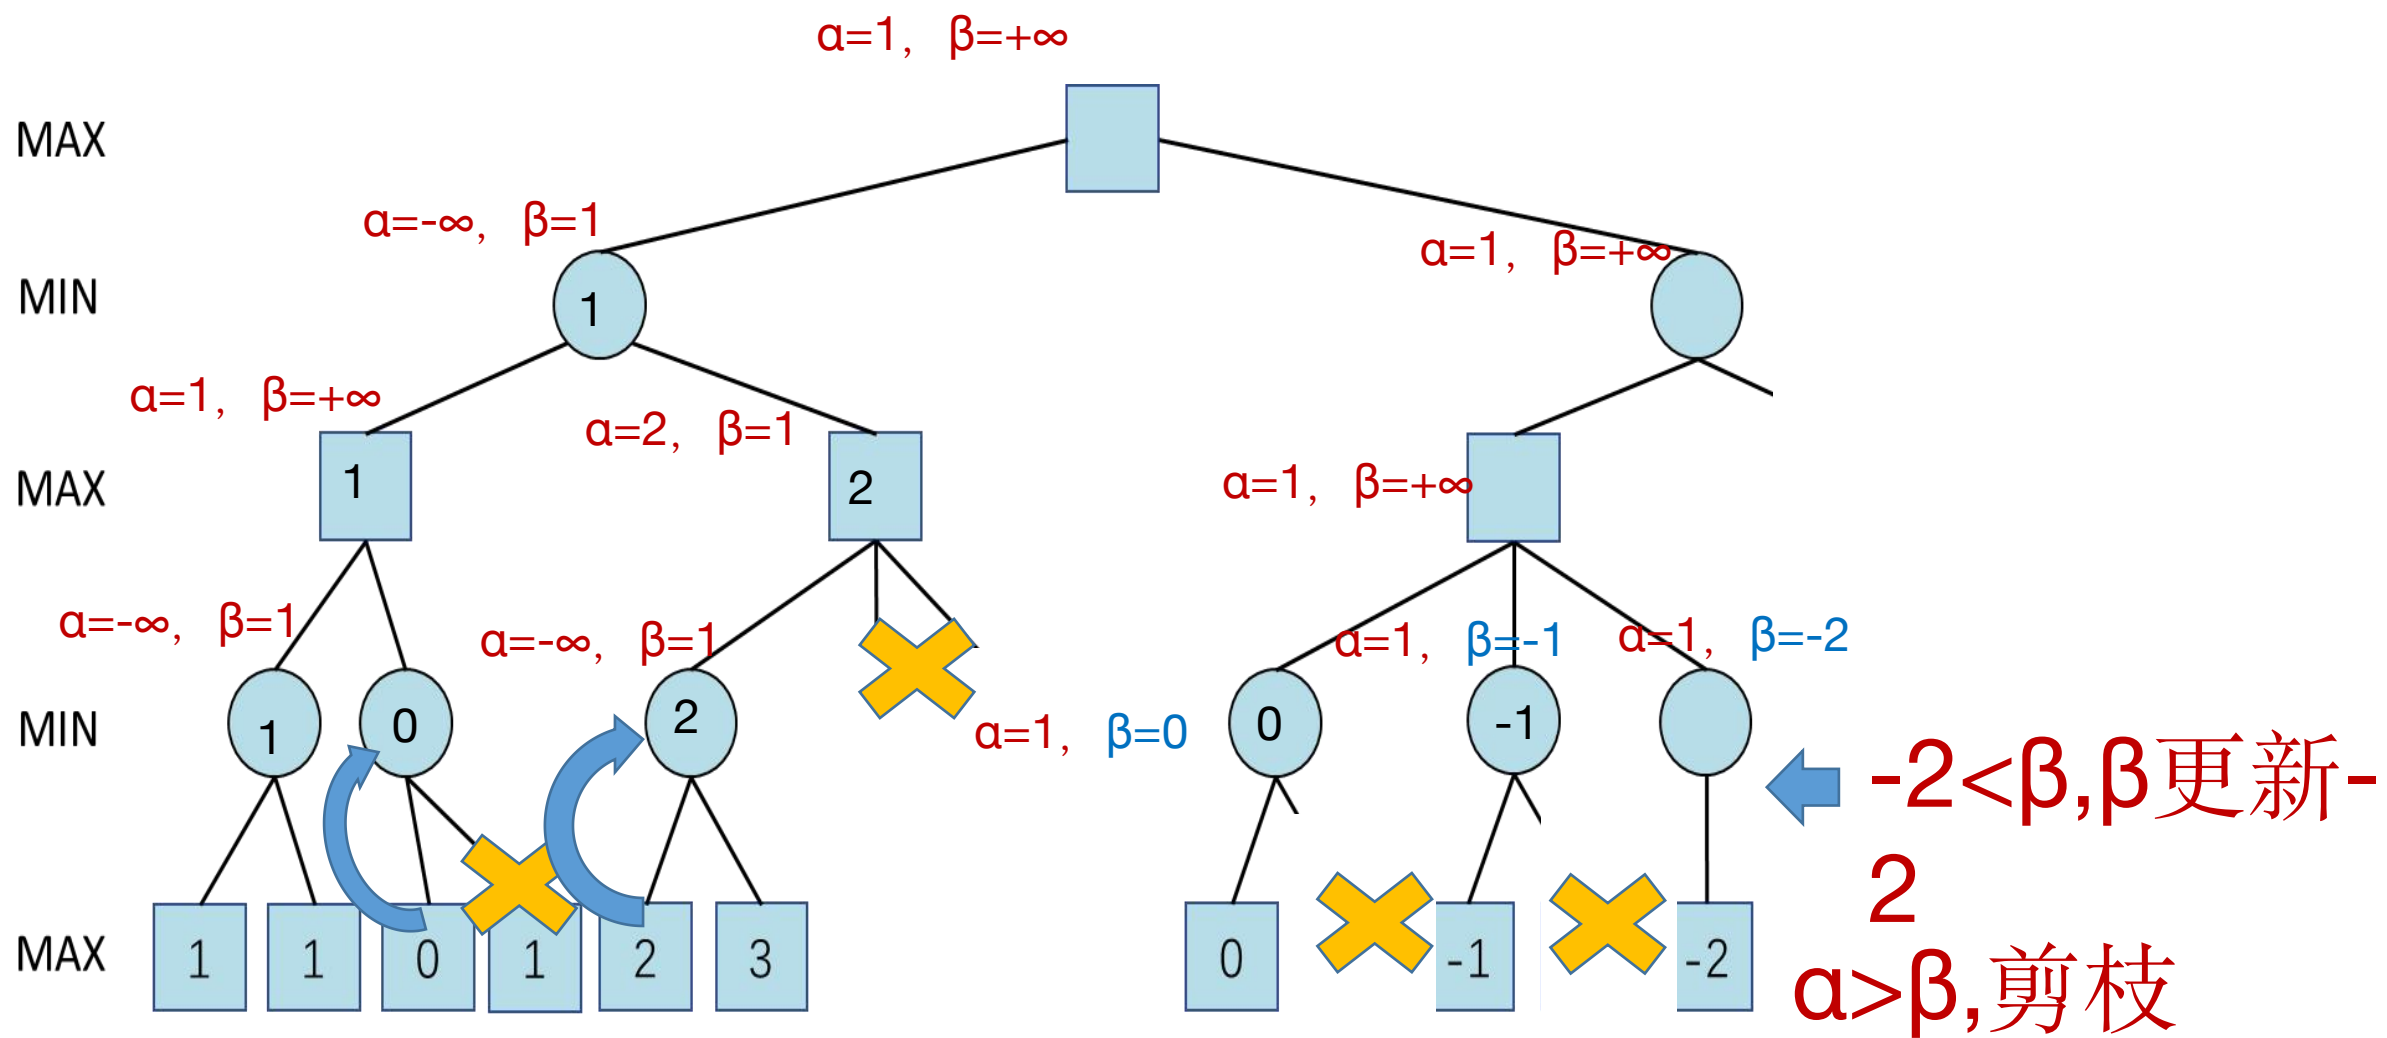 α=1, β=+∞
MAX
α=-∞, β=1
α=1, β=+∞
MIN
1
α=1, β=+∞
α=2, β=1
MAX
1
2
α=1, β=+∞
α=-∞, β=1
α=-∞, β=1
α=1, β=-1
α=1, β=-2
MIN
1
0
2
α=1, β=0
0
-1
-2<β,β更新-
2
MAX
1
1
0
1
2
3
0
-1
-2
α>β,剪枝